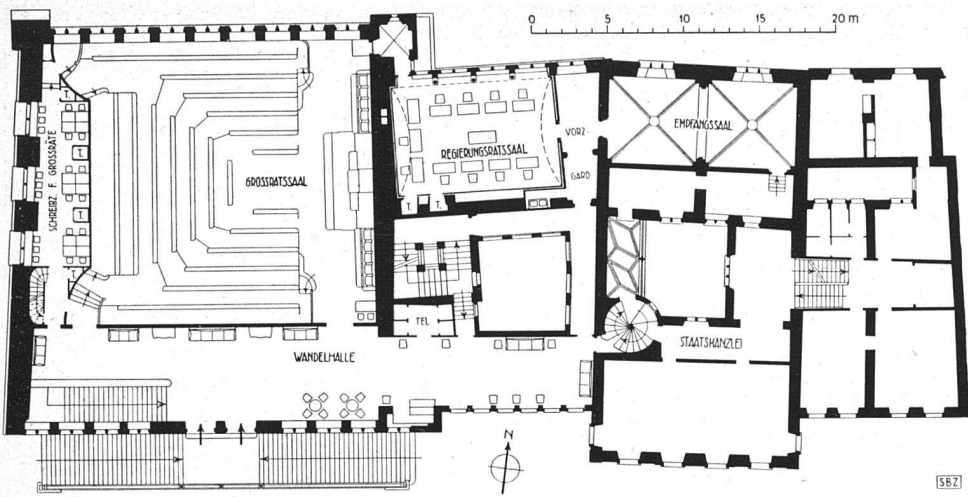 0 5 10 15 20 m
SCHREIBZ. F. GROSSRÄTE
T.
T.
T.
T.
GROSSRATSSAAL
REGIERUNGSRATSSAAL
T. T.
VORZ.
GARD
EMPFANGSSAAL
TEL
STAATSKANZLEI
WANDELHALLE
N
SBZ